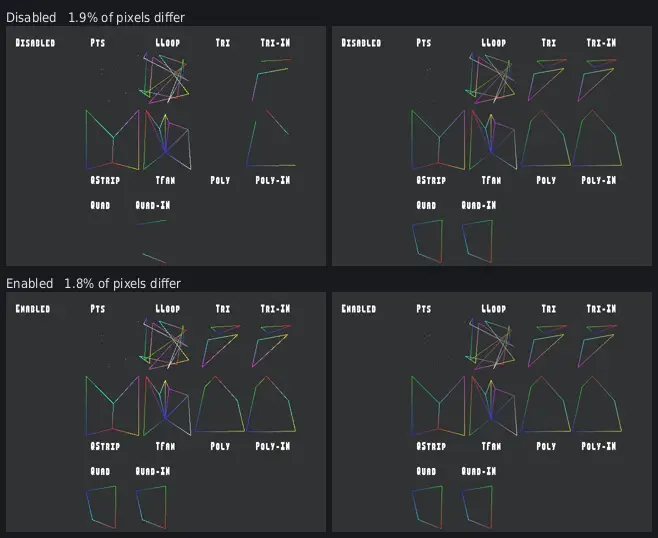 Disabled 1.9% of pixels differ
Disabled Pts LLoop Tri Tri-IN Disabled Pts LLoop Tri Tri-IN
QStrip TFan Poly Poly-IN QStrip TFan Poly Poly-IN
Quad Quad-IN Quad Quad-IN
Enabled 1.8% of pixels differ
Enabled Pts LLoop Tri Tri-IN Enabled Pts LLoop Tri Tri-IN
QStrip TFan Poly Poly-IN QStrip TFan Poly Poly-IN
Quad Quad-IN Quad Quad-IN